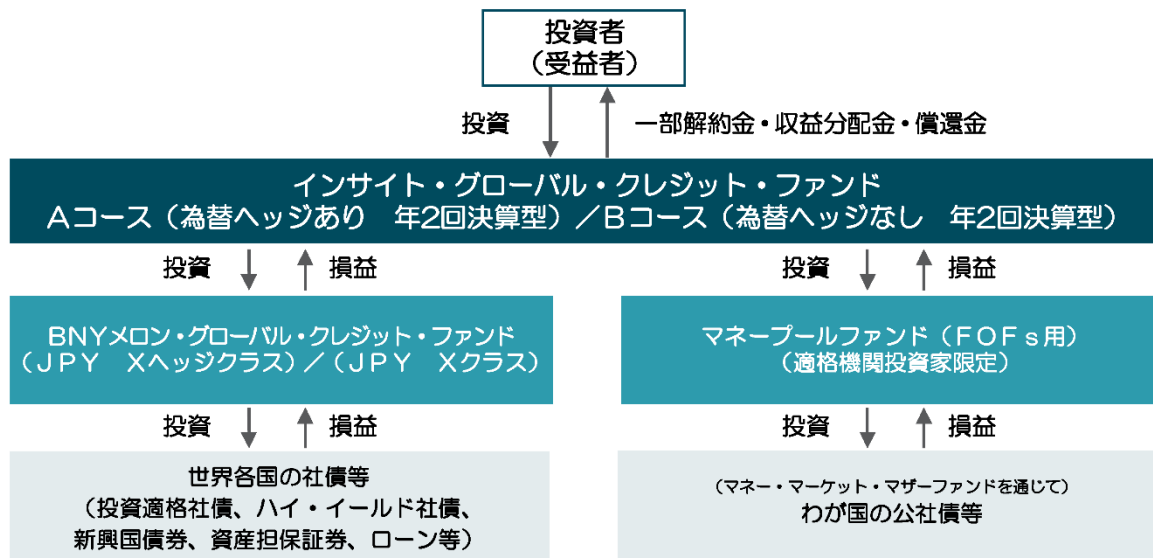 投資者
（受益者）
投資
一部解約金・収益分配金・償還金
インサイト・グローバル・クレジット・ファンド
Ａコース（為替ヘッジあり　年2回決算型）／Ｂコース（為替ヘッジなし　年2回決算型）
投資
損益
投資
損益
ＢＮＹメロン・グローバル・クレジット・ファンド
（ＪＰＹ　Ｘヘッジクラス）／（ＪＰＹ　Ｘクラス）
マネープールファンド（ＦＯＦｓ用）
（適格機関投資家限定）
投資
損益
投資
損益
世界各国の社債等
（投資適格社債、ハイ・イールド社債、
新興国債券、資産担保証券、ローン等）
（マネー・マーケット・マザーファンドを通じて）
わが国の公社債等